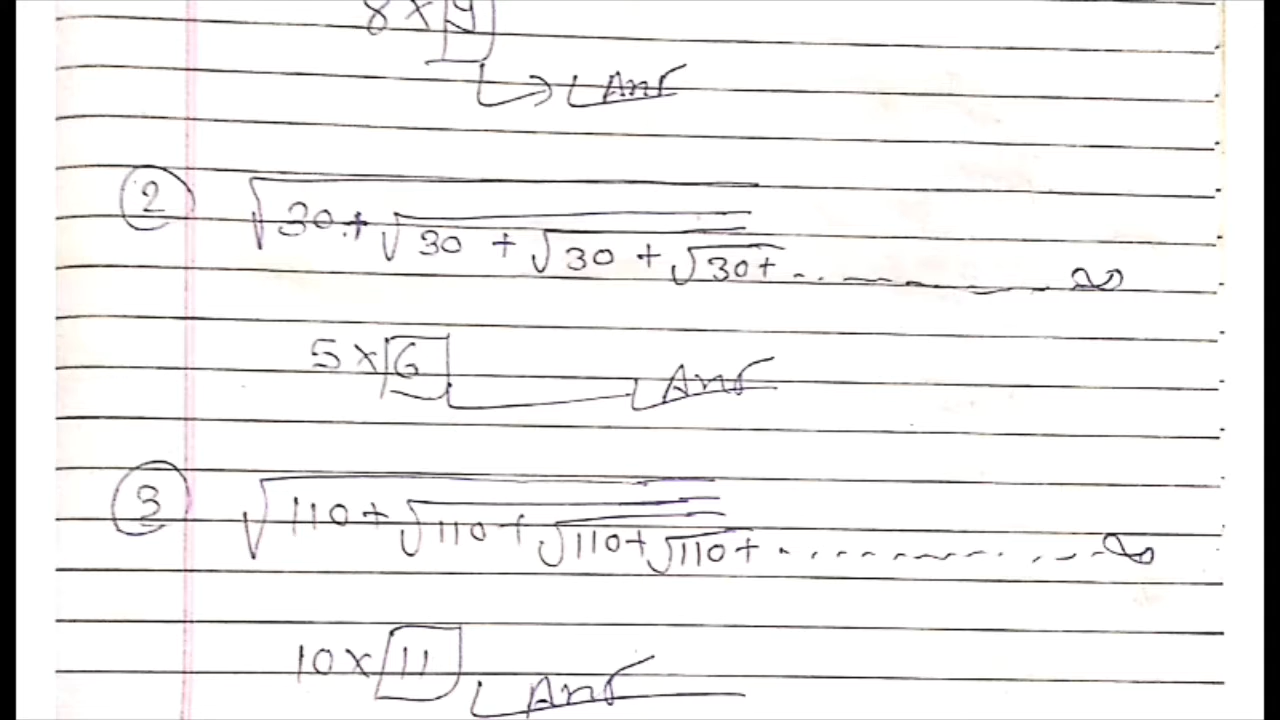 8 × 9
→ Ans
2 √30+√30 + √30 + √30+ .. ------- ∞
5 × 6 Ans
3 √110+√110+√110+√110+ ............ ∞
10 × 11 Ans